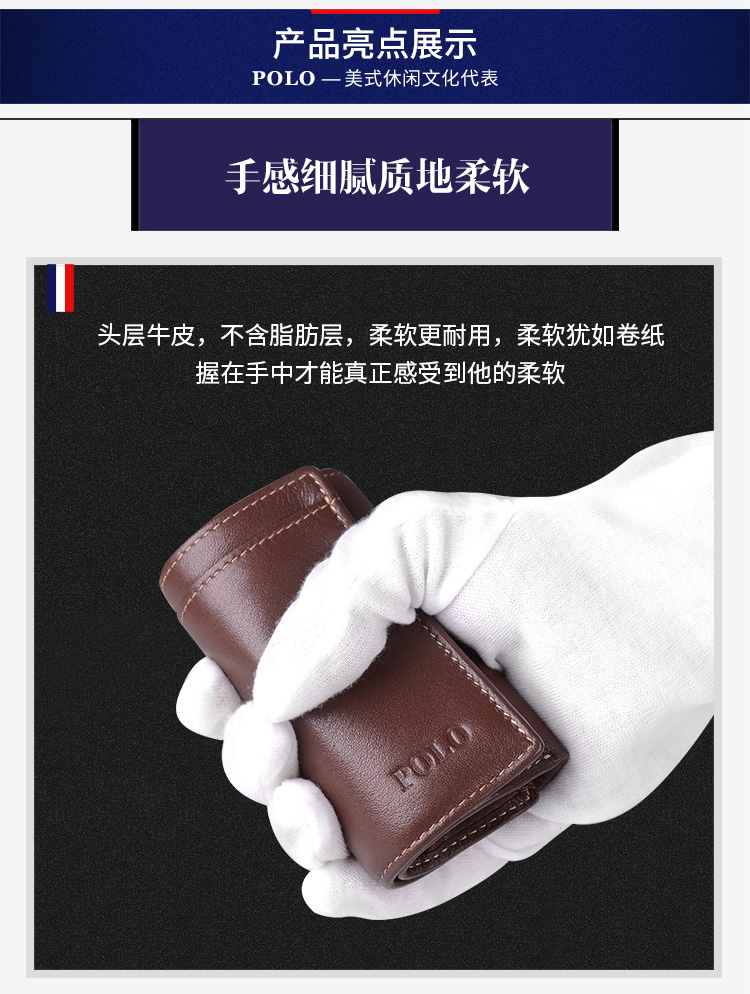 产品亮点展示
POLO — 美式休闲文化代表
手感细腻质地柔软
头层牛皮，不含脂肪层，柔软更耐用，柔软犹如卷纸
握在手中才能真正感受到他的柔软
POLO